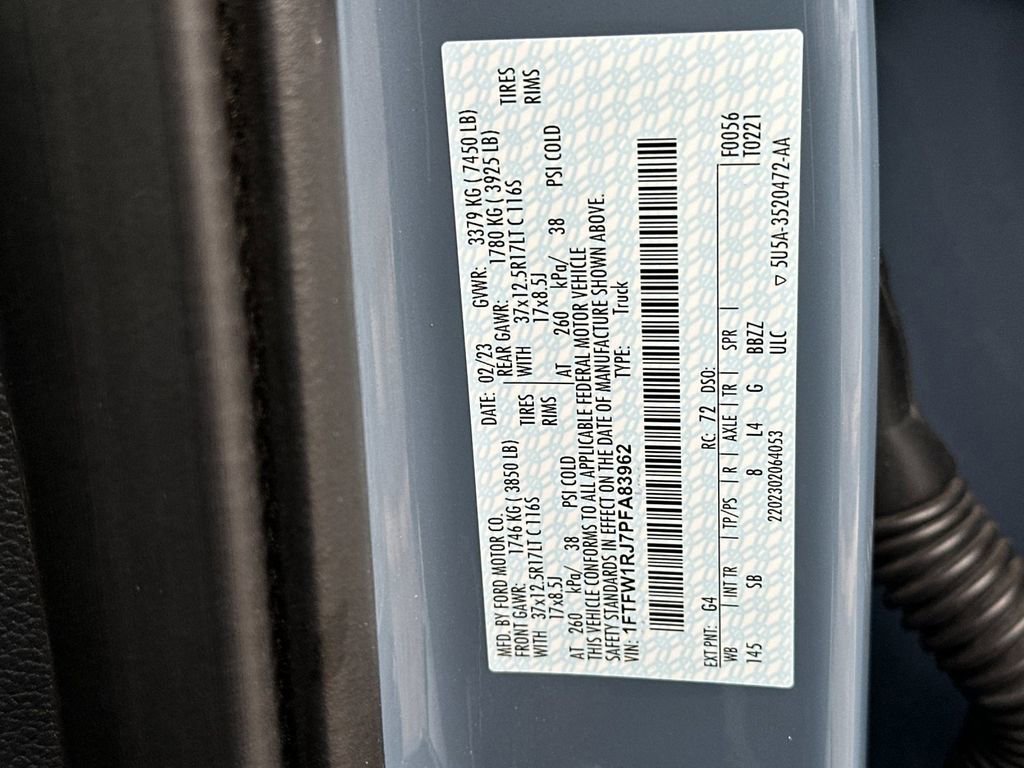 MFD. BY FORD MOTOR CO.
DATE: 02/23 GVWR: 3379 KG ( 7450 LB)
FRONT GAWR: 1746 KG ( 3850 LB)
REAR GAWR: 1780 KG ( 3925 LB)
WITH 37x12.5R17LT C 116S TIRES
WITH 37x12.5R17LT C 116S TIRES
17x8.5J RIMS
17x8.5J RIMS
AT 260 kPa/ 38 PSI COLD
AT 260 kPa/ 38 PSI COLD
THIS VEHICLE CONFORMS TO ALL APPLICABLE FEDERAL MOTOR VEHICLE
SAFETY STANDARDS IN EFFECT ON THE DATE OF MANUFACTURE SHOWN ABOVE.
VIN: 1FTFW1RJ7PFA83962 TYPE: Truck
F0056
T0221
EXT PNT: G4 RC: 72 DSO:
WB INT TR TP/PS R AXLE TR SPR
145 SB 8 L4 G BBZZ
2202302064053 ULC ▽ 5U5A-3520472-AA